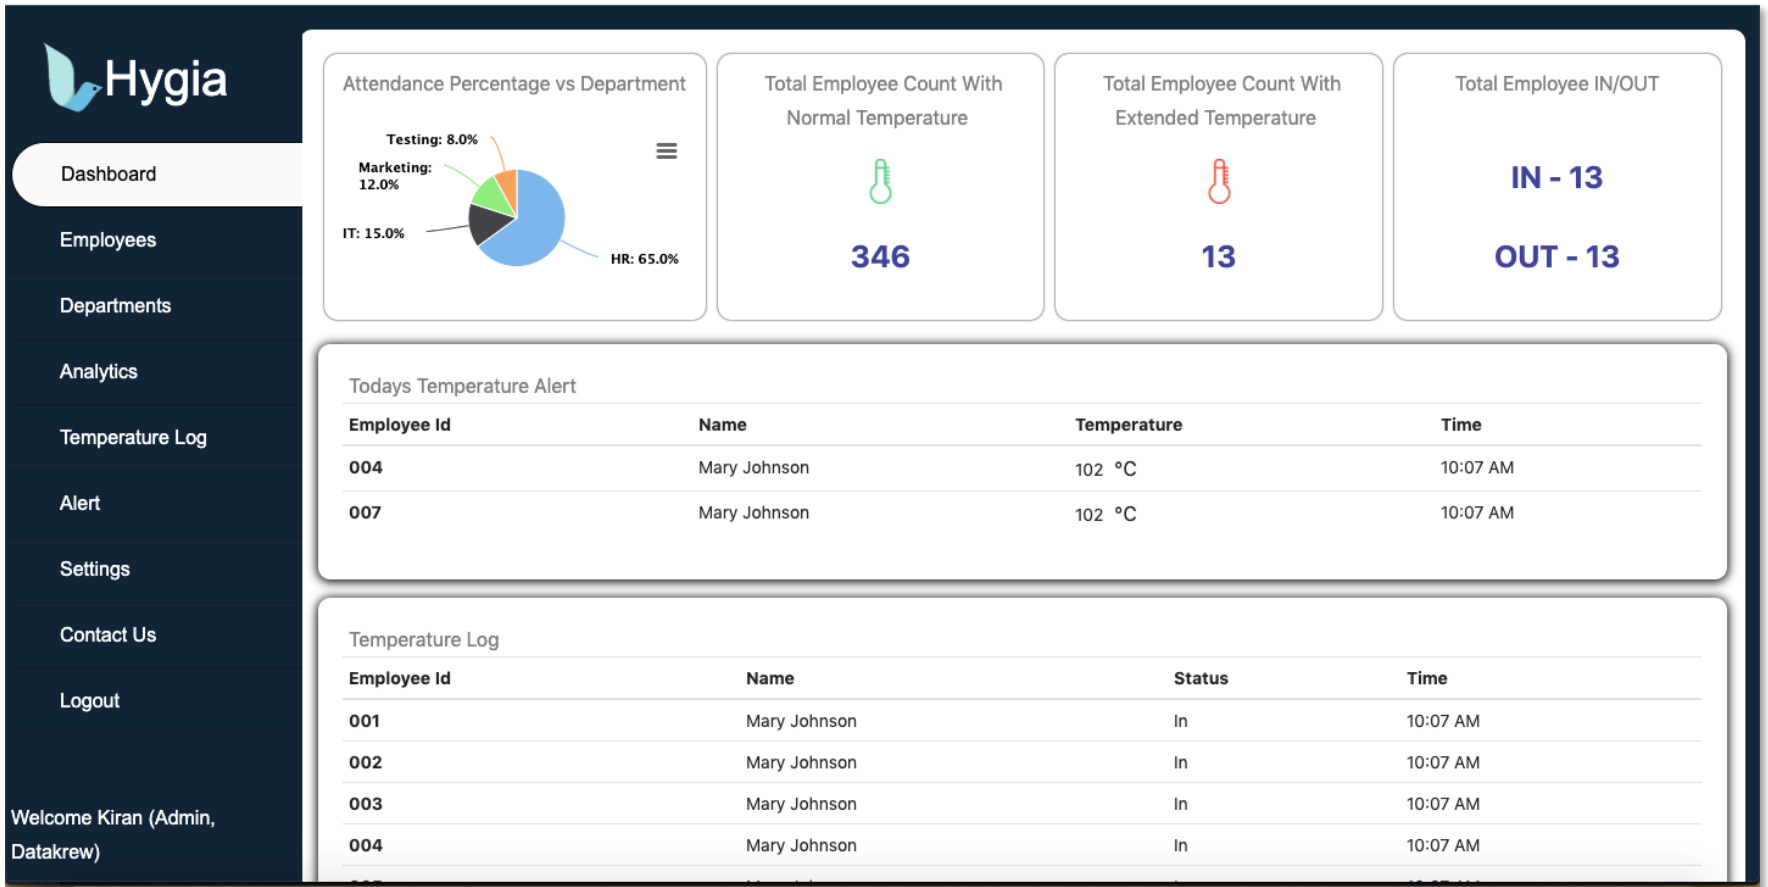 Hygia
Dashboard
Employees
Departments
Analytics
Temperature Log
Alert
Settings
Contact Us
Logout
Welcome Kiran (Admin,
Datakrew)
Attendance Percentage vs Department
Testing: 8.0%
Marketing:
12.0%
IT: 15.0%
HR: 65.0%
Total Employee Count With
Normal Temperature
346
Total Employee Count With
Extended Temperature
13
Total Employee IN/OUT
IN - 13
OUT - 13
Todays Temperature Alert
Employee Id Name Temperature Time
004 Mary Johnson 102 °C 10:07 AM
007 Mary Johnson 102 °C 10:07 AM
Temperature Log
Employee Id Name Status Time
001 Mary Johnson In 10:07 AM
002 Mary Johnson In 10:07 AM
003 Mary Johnson In 10:07 AM
004 Mary Johnson In 10:07 AM